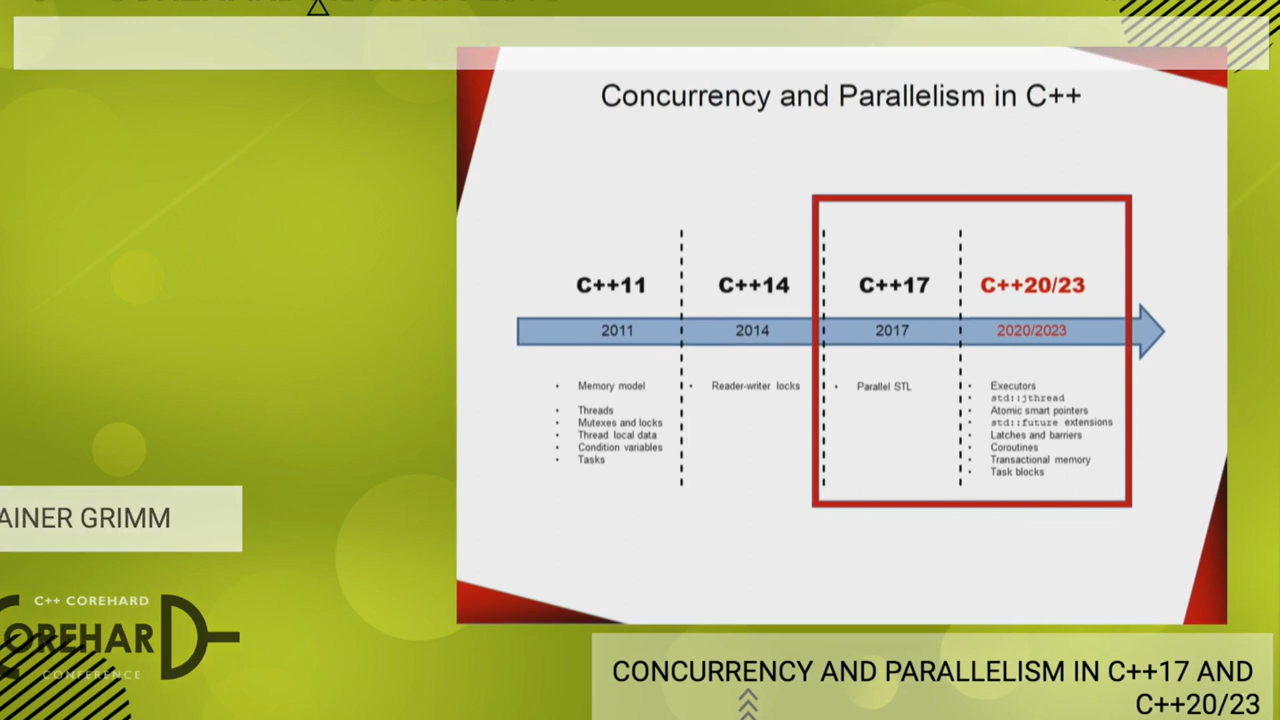 Concurrency and Parallelism in C++
C++11
C++14
C++17
C++20/23
2011
2014
2017
2020/2023
• Memory model
• Threads
• Mutexes and locks
• Thread local data
• Condition variables
• Tasks
• Reader-writer locks
• Parallel STL
• Executors
• std::jthread
• Atomic smart pointers
• std::future extensions
• Latches and barriers
• Coroutines
• Transactional memory
• Task blocks
AINER GRIMM
C++ COREHARD
COREHARD
CONFERENCE
CONCURRENCY AND PARALLELISM IN C++17 AND
C++20/23